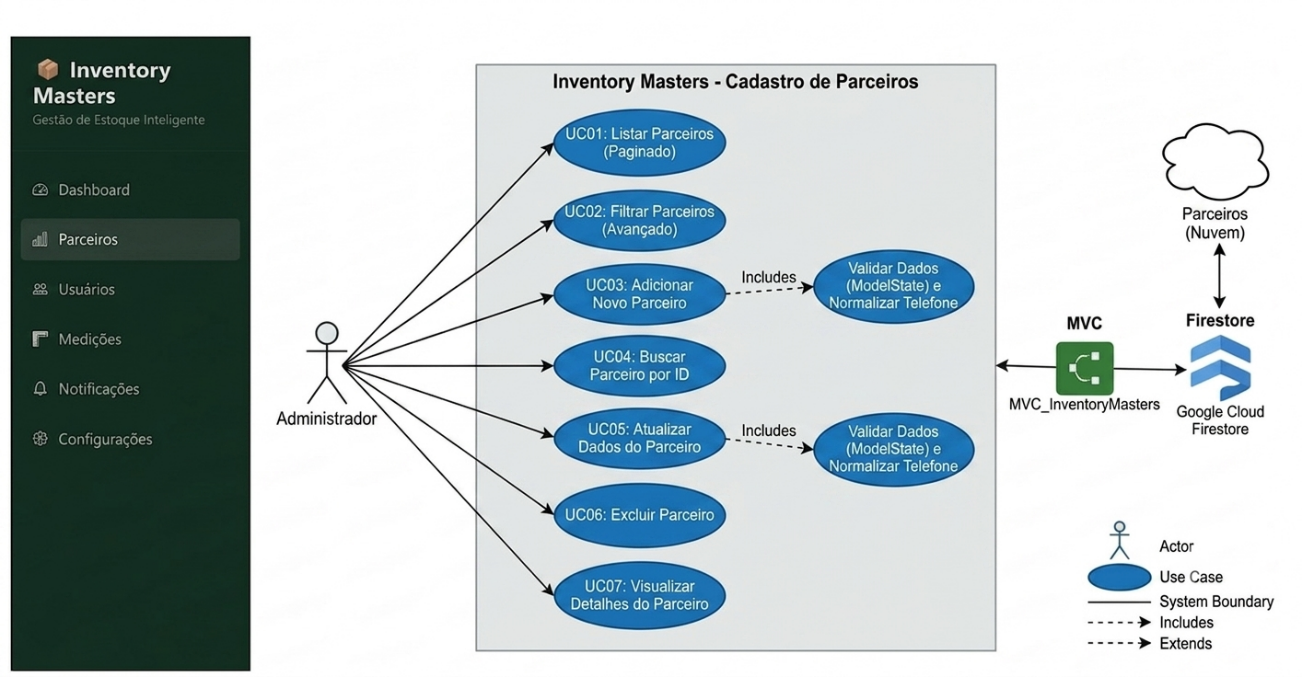 Inventory
Masters
Gestão de Estoque Inteligente
Dashboard
Parceiros
Usuários
Medições
Notificações
Configurações
Administrador
Inventory Masters - Cadastro de Parceiros
UC01: Listar Parceiros
(Paginado)
UC02: Filtrar Parceiros
(Avançado)
UC03: Adicionar
Novo Parceiro
Includes
Validar Dados
(ModelState) e
Normalizar Telefone
UC04: Buscar
Parceiro por ID
UC05: Atualizar
Dados do Parceiro
Includes
Validar Dados
(ModelState) e
Normalizar Telefone
UC06: Excluir Parceiro
UC07: Visualizar
Detalhes do Parceiro
Parceiros
(Nuvem)
MVC
MVC_InventoryMasters
Firestore
Google Cloud
Firestore
Actor
Use Case
System Boundary
Includes
Extends